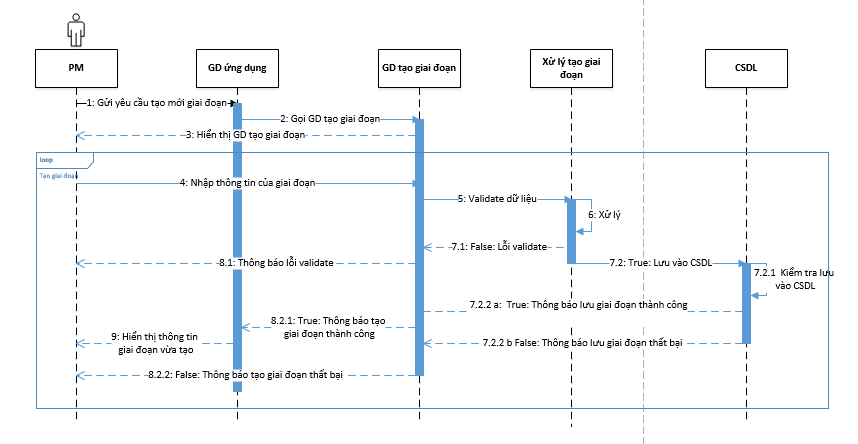 PM
GD ứng dụng
GD tạo giai đoạn
Xử lý tạo giai
đoạn
CSDL
1: Gửi yêu cầu tạo mới giai đoạn
2: Gọi GD tạo giai đoạn
3: Hiển thị GD tạo giai đoạn
loop
Tạo giai đoạn
4: Nhập thông tin của giai đoạn
5: Validate dữ liệu
6: Xử lý
7.1: False: Lỗi validate
8.1: Thông báo lỗi validate
7.2: True: Lưu vào CSDL
7.2.1 Kiểm tra lưu
vào CSDL
7.2.2 a: True: Thông báo lưu giai đoạn thành công
8.2.1: True: Thông báo tạo
giai đoạn thành công
9: Hiển thị thông tin
giai đoạn vừa tạo
7.2.2 b False: Thông báo lưu giai đoạn thất bại
8.2.2: False: Thông báo tạo giai đoạn thất bại